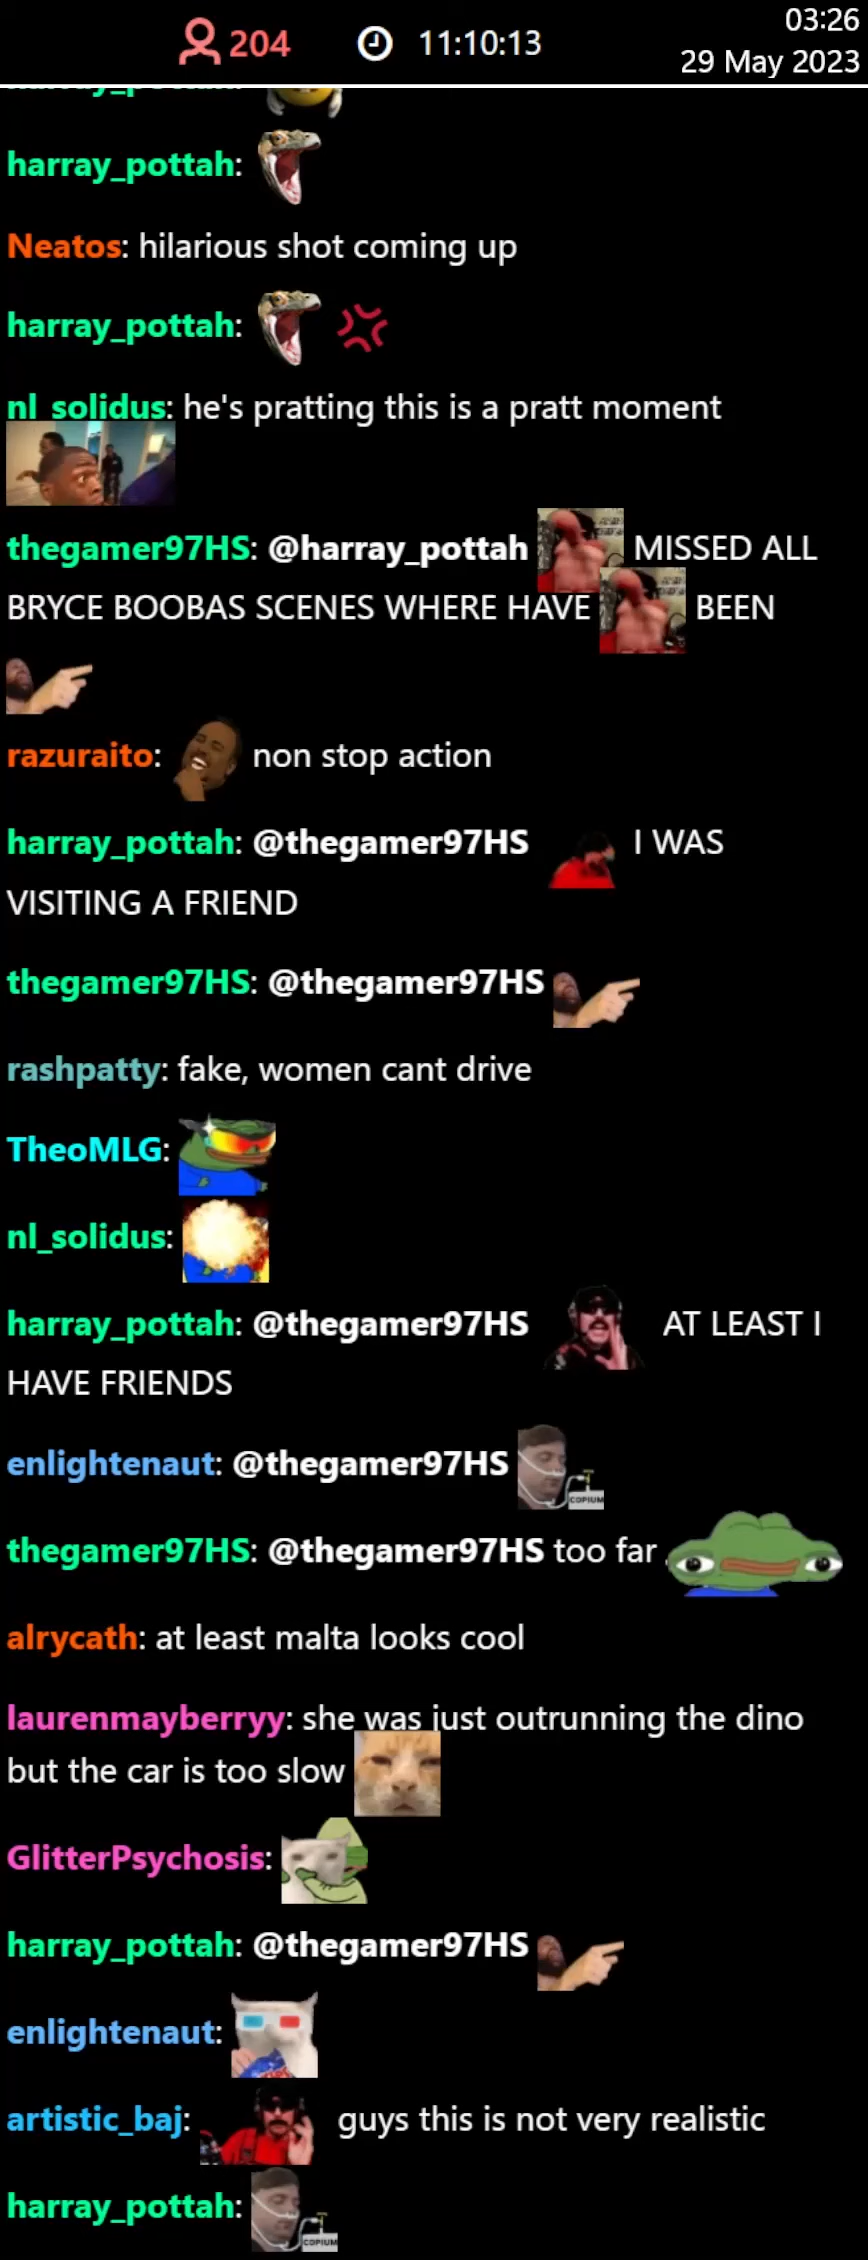 204 11:10:13 03:26
29 May 2023
harray_pottah:
Neatos: hilarious shot coming up
harray_pottah:
nl_solidus: he's pratting this is a pratt moment
thegamer97HS: @harray_pottah MISSED ALL
BRYCE BOOBAS SCENES WHERE HAVE BEEN
razuraito: non stop action
harray_pottah: @thegamer97HS I WAS
VISITING A FRIEND
thegamer97HS: @thegamer97HS
rashpatty: fake, women cant drive
TheoMLG:
nl_solidus:
harray_pottah: @thegamer97HS AT LEAST I
HAVE FRIENDS
enlightenaut: @thegamer97HS COPIUM
thegamer97HS: @thegamer97HS too far
alrycath: at least malta looks cool
laurenmayberryy: she was just outrunning the dino
but the car is too slow
GlitterPsychosis:
harray_pottah: @thegamer97HS
enlightenaut:
artistic_baj: guys this is not very realistic
harray_pottah: COPIUM